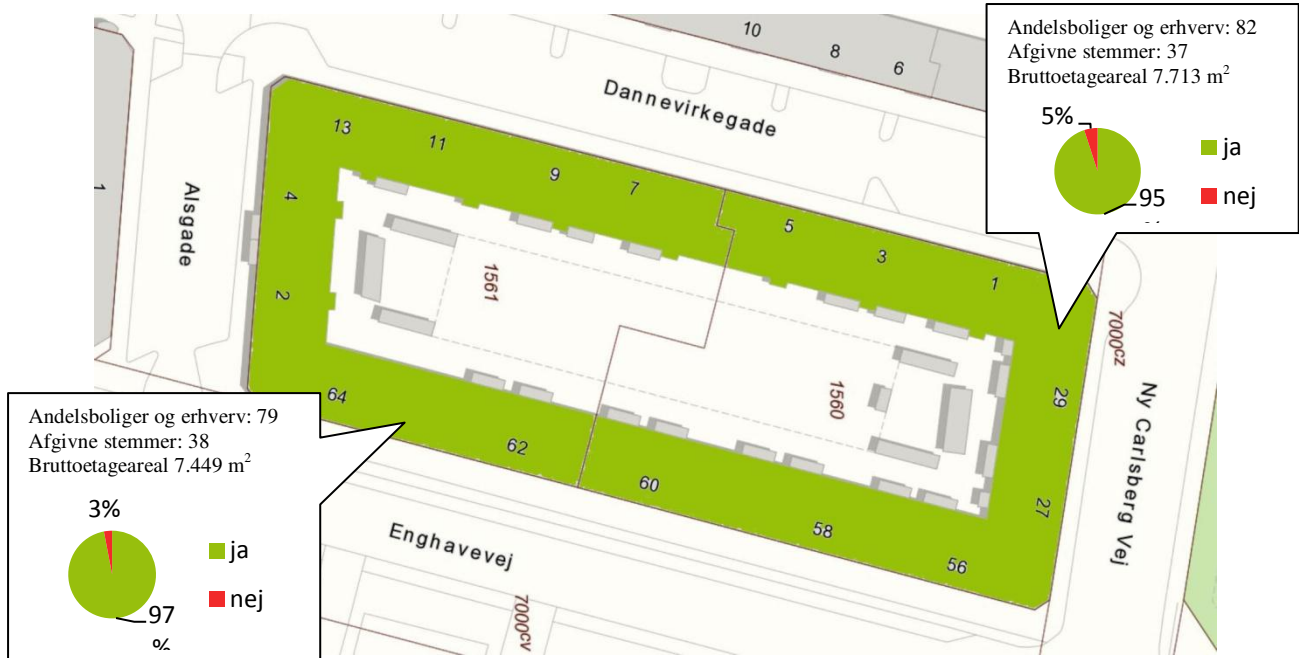 10
8
6
Dannevirkegade
Andelsboliger og erhverv: 82
Afgivne stemmer: 37
Bruttoetageareal 7.713 m²
5%
ja
nej
95
13
11
9
7
5
3
1
1
Alsgade
4
2
1561
1560
7000cz
29
27
Ny Carlsberg Vej
64
62
60
58
56
Enghavevej
7000cv
Andelsboliger og erhverv: 79
Afgivne stemmer: 38
Bruttoetageareal 7.449 m²
3%
ja
nej
97
%